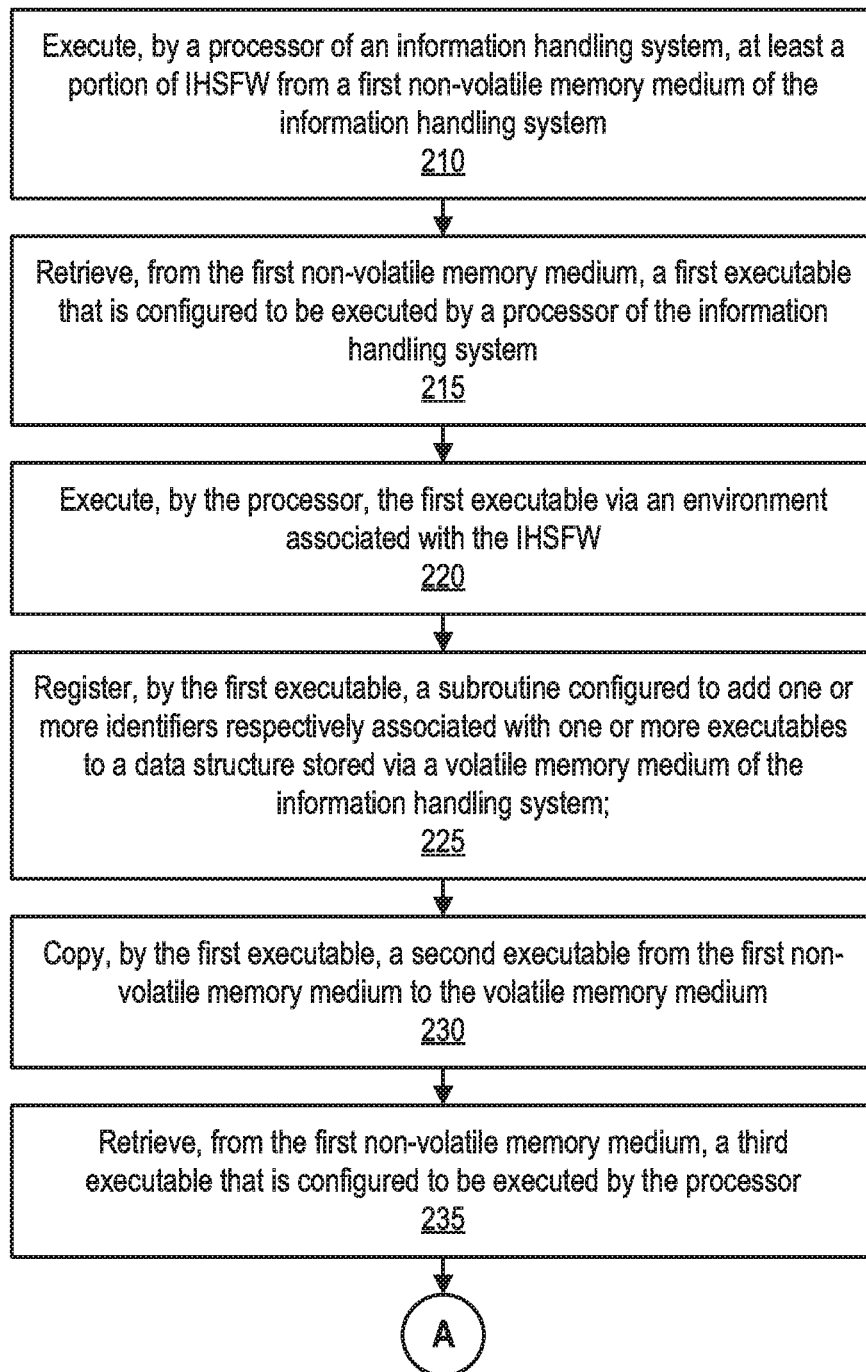 Execute, by a processor of an information handling system, at least a
portion of IHSFW from a first non-volatile memory medium of the
information handling system
210
Retrieve, from the first non-volatile memory medium, a first executable
that is configured to be executed by a processor of the information
handling system
215
Execute, by the processor, the first executable via an environment
associated with the IHSFW
220
Register, by the first executable, a subroutine configured to add one or
more identifiers respectively associated with one or more executables
to a data structure stored via a volatile memory medium of the
information handling system;
225
Copy, by the first executable, a second executable from the first non-
volatile memory medium to the volatile memory medium
230
Retrieve, from the first non-volatile memory medium, a third
executable that is configured to be executed by the processor
235
A